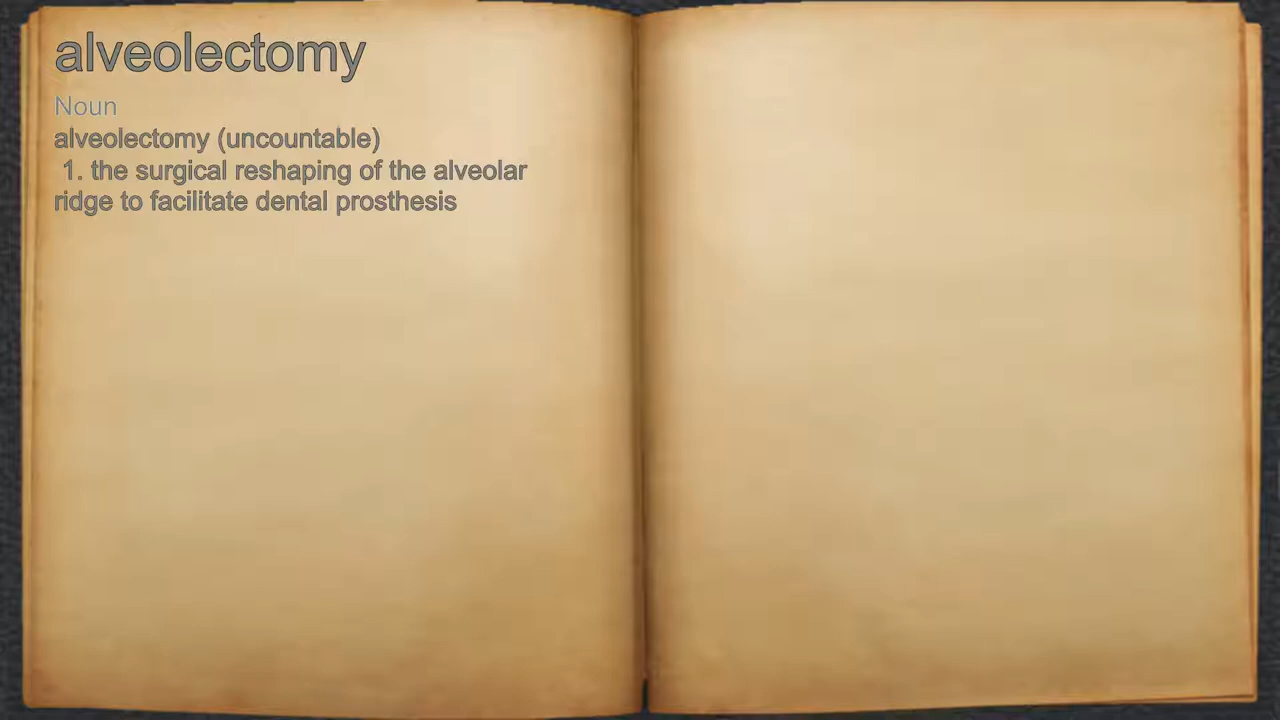 alveolectomy
Noun
alveolectomy (uncountable)
1. the surgical reshaping of the alveolar
ridge to facilitate dental prosthesis